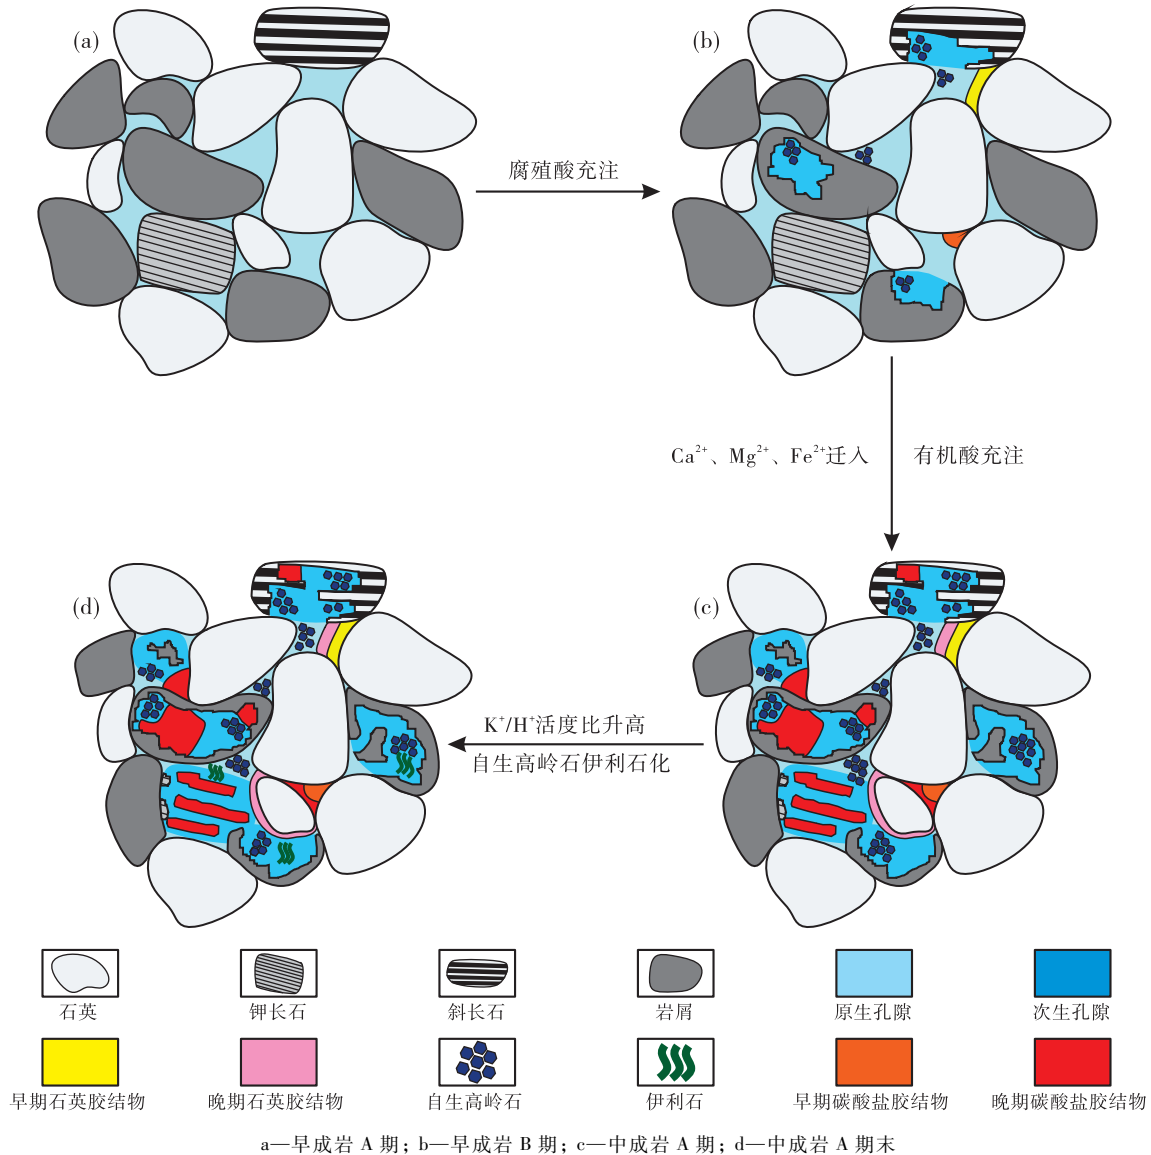 (a)
(b)
腐殖酸充注
Ca²⁺、Mg²⁺、Fe²⁺迁入
有机酸充注
(d)
(c)
K⁺/H⁺活度比升高
自生高岭石伊利石化
石英
钾长石
斜长石
岩屑
原生孔隙
次生孔隙
早期石英胶结物
晚期石英胶结物
自生高岭石
伊利石
早期碳酸盐胶结物
晚期碳酸盐胶结物
a—早成岩 A 期；b—早成岩 B 期；c—中成岩 A 期；d—中成岩 A 期末